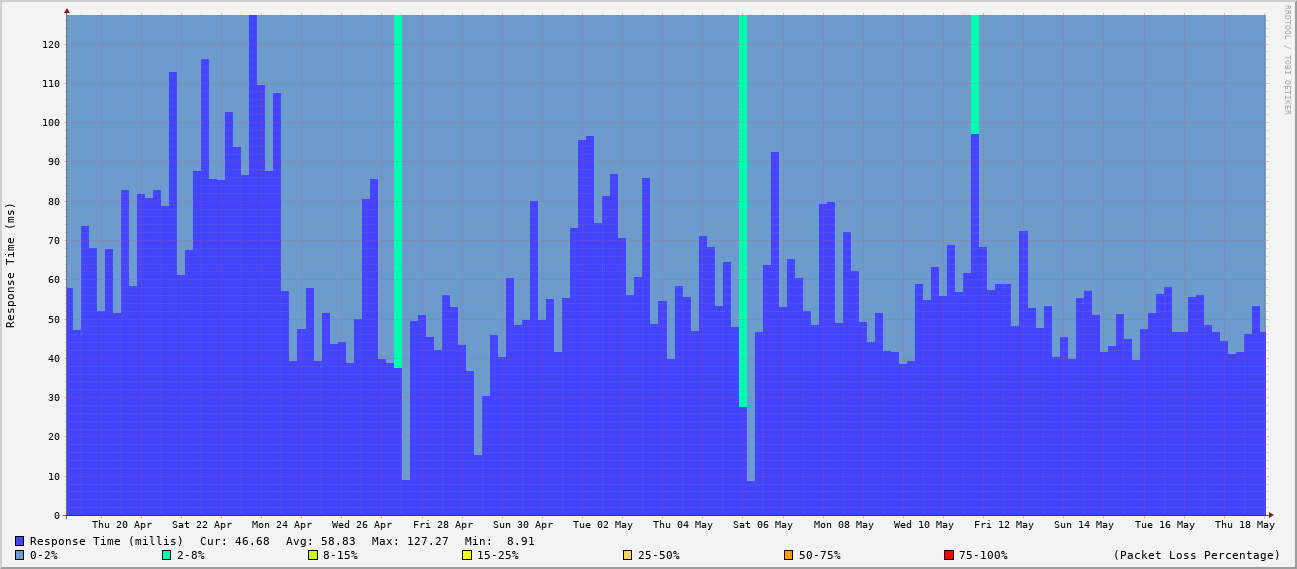 RRDTOOL / TOBI OETIKER
Response Time (ms)
120
110
100
90
80
70
60
50
40
30
20
10
0
Thu 20 Apr Sat 22 Apr Mon 24 Apr Wed 26 Apr Fri 28 Apr Sun 30 Apr Tue 02 May Thu 04 May Sat 06 May Mon 08 May Wed 10 May Fri 12 May Sun 14 May Tue 16 May Thu 18 May
Response Time (millis) Cur: 46.68 Avg: 58.83 Max: 127.27 Min: 8.91
0-2% 2-8% 8-15% 15-25% 25-50% 50-75% 75-100% (Packet Loss Percentage)